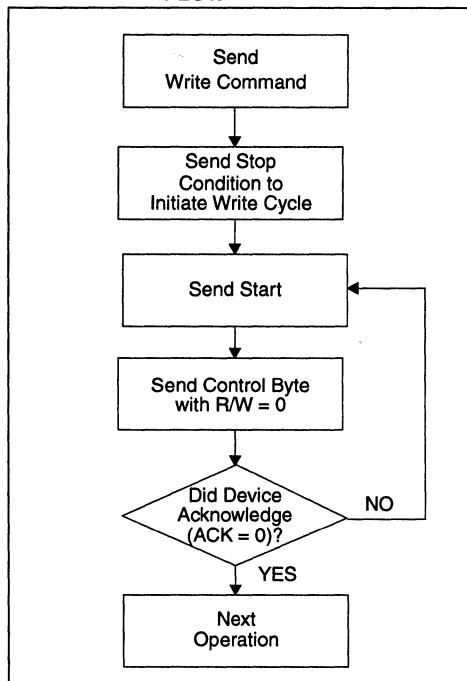 Send
Write Command
Send Stop
Condition to
Initiate Write Cycle
Send Start
Send Control Byte
with R/W = 0
Did Device
Acknowledge
(ACK = 0)?
NO
YES
Next
Operation